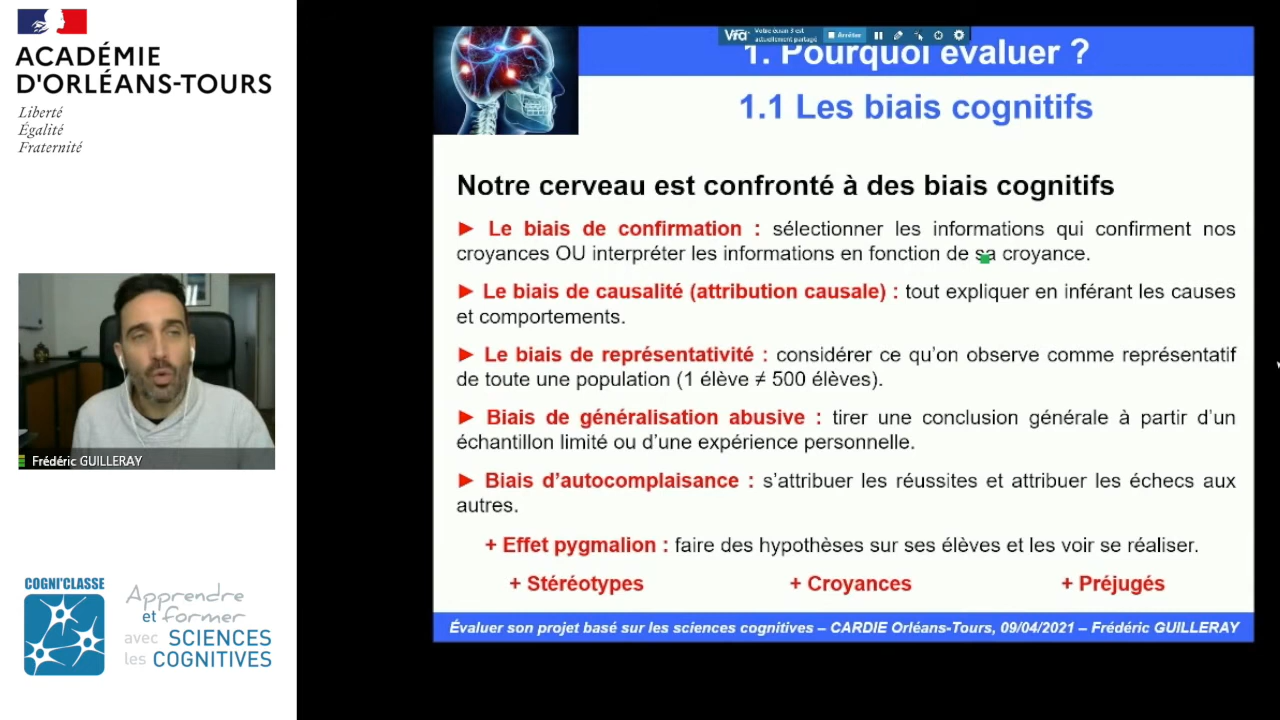 ACADÉMIE
D'ORLÉANS-TOURS
Liberté
Égalité
Fraternité
Frédéric GUILLERAY
COGNI'CLASSE
Apprendre
et former
avec SCIENCES
les COGNITIVES
Votre écran 3 est
actuellement partagé
Arrêter
1. Pourquoi évaluer ?
1.1 Les biais cognitifs
Notre cerveau est confronté à des biais cognitifs
► Le biais de confirmation : sélectionner les informations qui confirment nos
croyances OU interpréter les informations en fonction de sa croyance.
► Le biais de causalité (attribution causale) : tout expliquer en inférant les causes
et comportements.
► Le biais de représentativité : considérer ce qu'on observe comme représentatif
de toute une population (1 élève ≠ 500 élèves).
► Biais de généralisation abusive : tirer une conclusion générale à partir d'un
échantillon limité ou d'une expérience personnelle.
► Biais d'autocomplaisance : s'attribuer les réussites et attribuer les échecs aux
autres.
+ Effet pygmalion : faire des hypothèses sur ses élèves et les voir se réaliser.
+ Stéréotypes + Croyances + Préjugés
Évaluer son projet basé sur les sciences cognitives – CARDIE Orléans-Tours, 09/04/2021 – Frédéric GUILLERAY